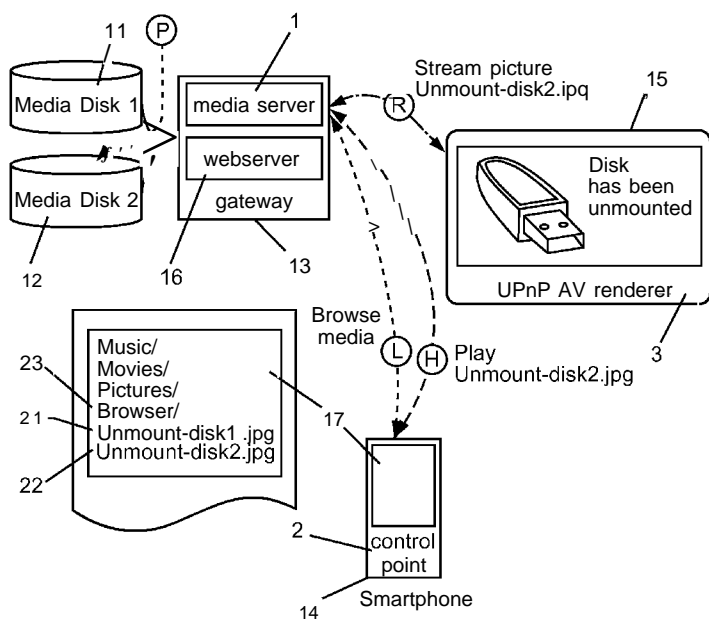 11
P
1
Media Disk 1
media server
Stream picture
Unmount-disk2.ipq
R
15
webserver
Media Disk 2
gateway
Disk
has been
unmounted
12
16
13
UPnP AV renderer
3
Browse
media
L
H
Play
Unmount-disk2.jpg
23
Music/
Movies/
Pictures/
Browser/
21
Unmount-disk1 .jpg
22
Unmount-disk2.jpg
17
2
control
point
14
Smartphone